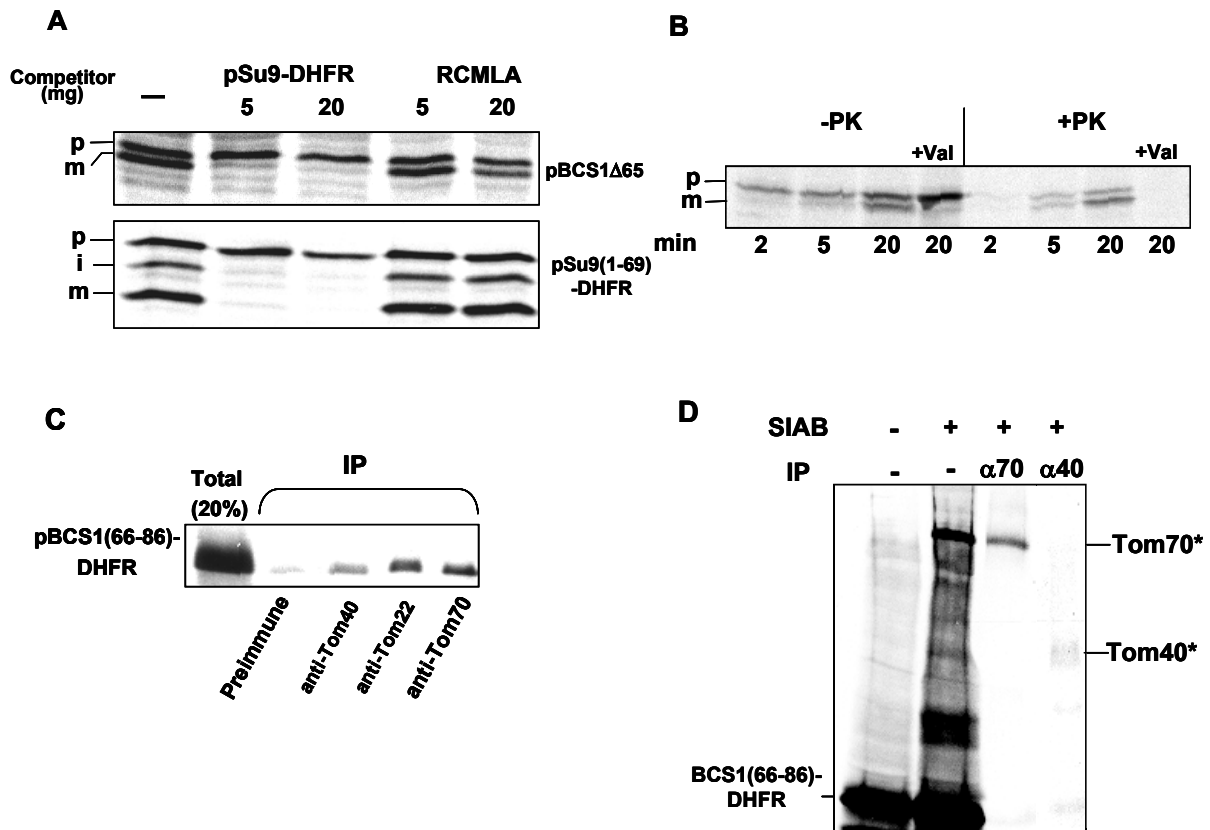 A
Competitor
(mg)
—
pSu9-DHFR
RCMLA
5
20
5
20
p
m
pBCS1Δ65
p
i
m
pSu9(1-69)
-DHFR
B
-PK
+PK
+Val
+Val
p
m
min
2
5
20
20
2
5
20
20
C
Total
(20%)
IP
pBCS1(66-86)-
DHFR
Preimmune
anti-Tom40
anti-Tom22
anti-Tom70
D
SIAB
-
+
+
+
IP
-
-
α70
α40
Tom70*
Tom40*
BCS1(66-86)-
DHFR